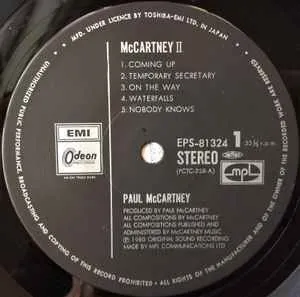 MFD. UNDER LICENCE BY TOSHIBA-EMI LTD. IN JAPAN
UNAUTHORIZED PUBLIC PERFORMANCE, BROADCASTING AND COPYING OF THIS RECORD PROHIBITED • ALL RIGHTS OF THE MANUFACTURER AND OF THE OWNER OF THE RECORDED WORK ARE RESERVED
McCARTNEY II
1. COMING UP
2. TEMPORARY SECRETARY
3. ON THE WAY
4. WATERFALLS
5. NOBODY KNOWS
EMI
Odeon
EPS-81324 1 33⅓ r.p.m.
STEREO
(YCTC-258-A)
mpl
PAUL McCARTNEY
PRODUCED BY PAUL McCARTNEY
ALL COMPOSITIONS BY McCARTNEY
ALL COMPOSITIONS PUBLISHED AND
ADMINISTERED BY McCARTNEY MUSIC
℗ 1980 ORIGINAL SOUND RECORDING
MADE BY MPL COMMUNICATIONS LTD.